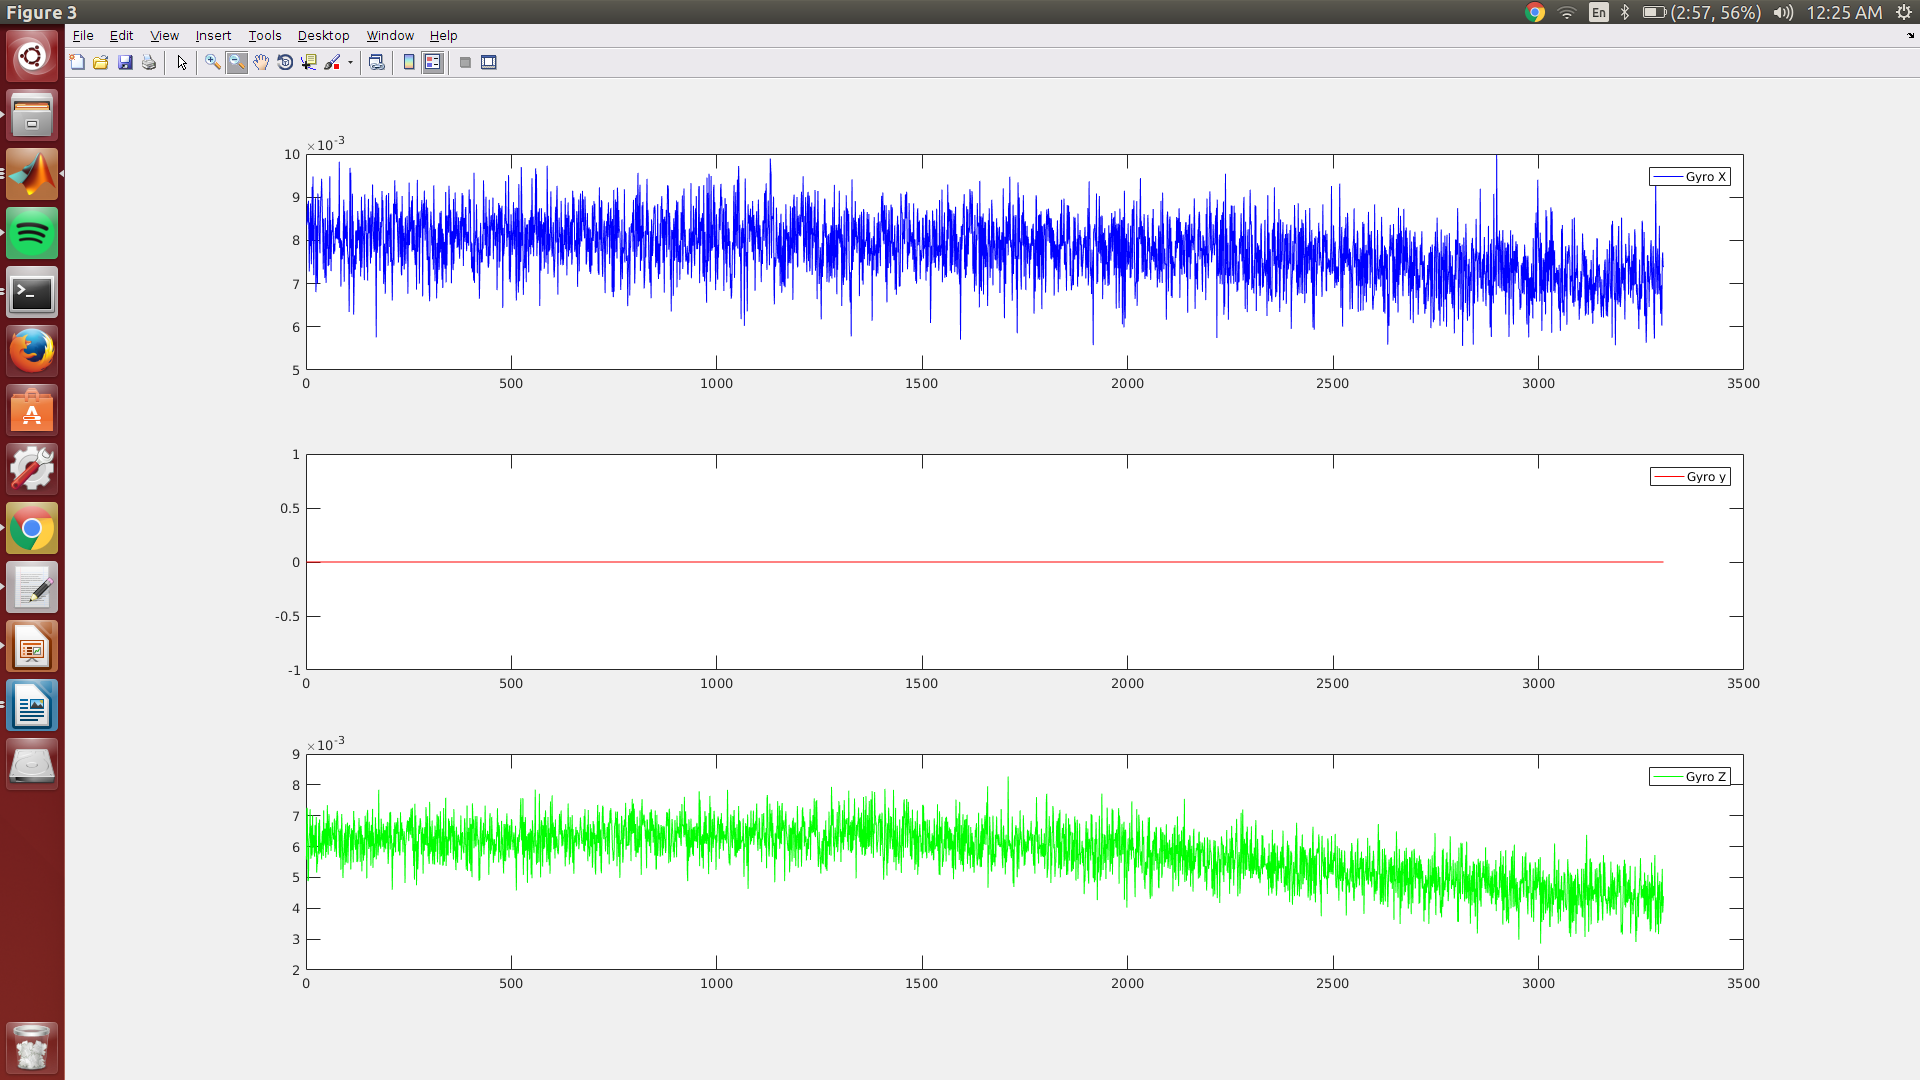 Figure 3
En (2:57, 56%) 12:25 AM
File Edit View Insert Tools Desktop Window Help
×10-3
10
9
8
7
6
5
Gyro X
0 500 1000 1500 2000 2500 3000 3500
1
0.5
0
-0.5
-1
Gyro y
0 500 1000 1500 2000 2500 3000 3500
×10-3
9
8
7
6
5
4
3
2
Gyro Z
0 500 1000 1500 2000 2500 3000 3500